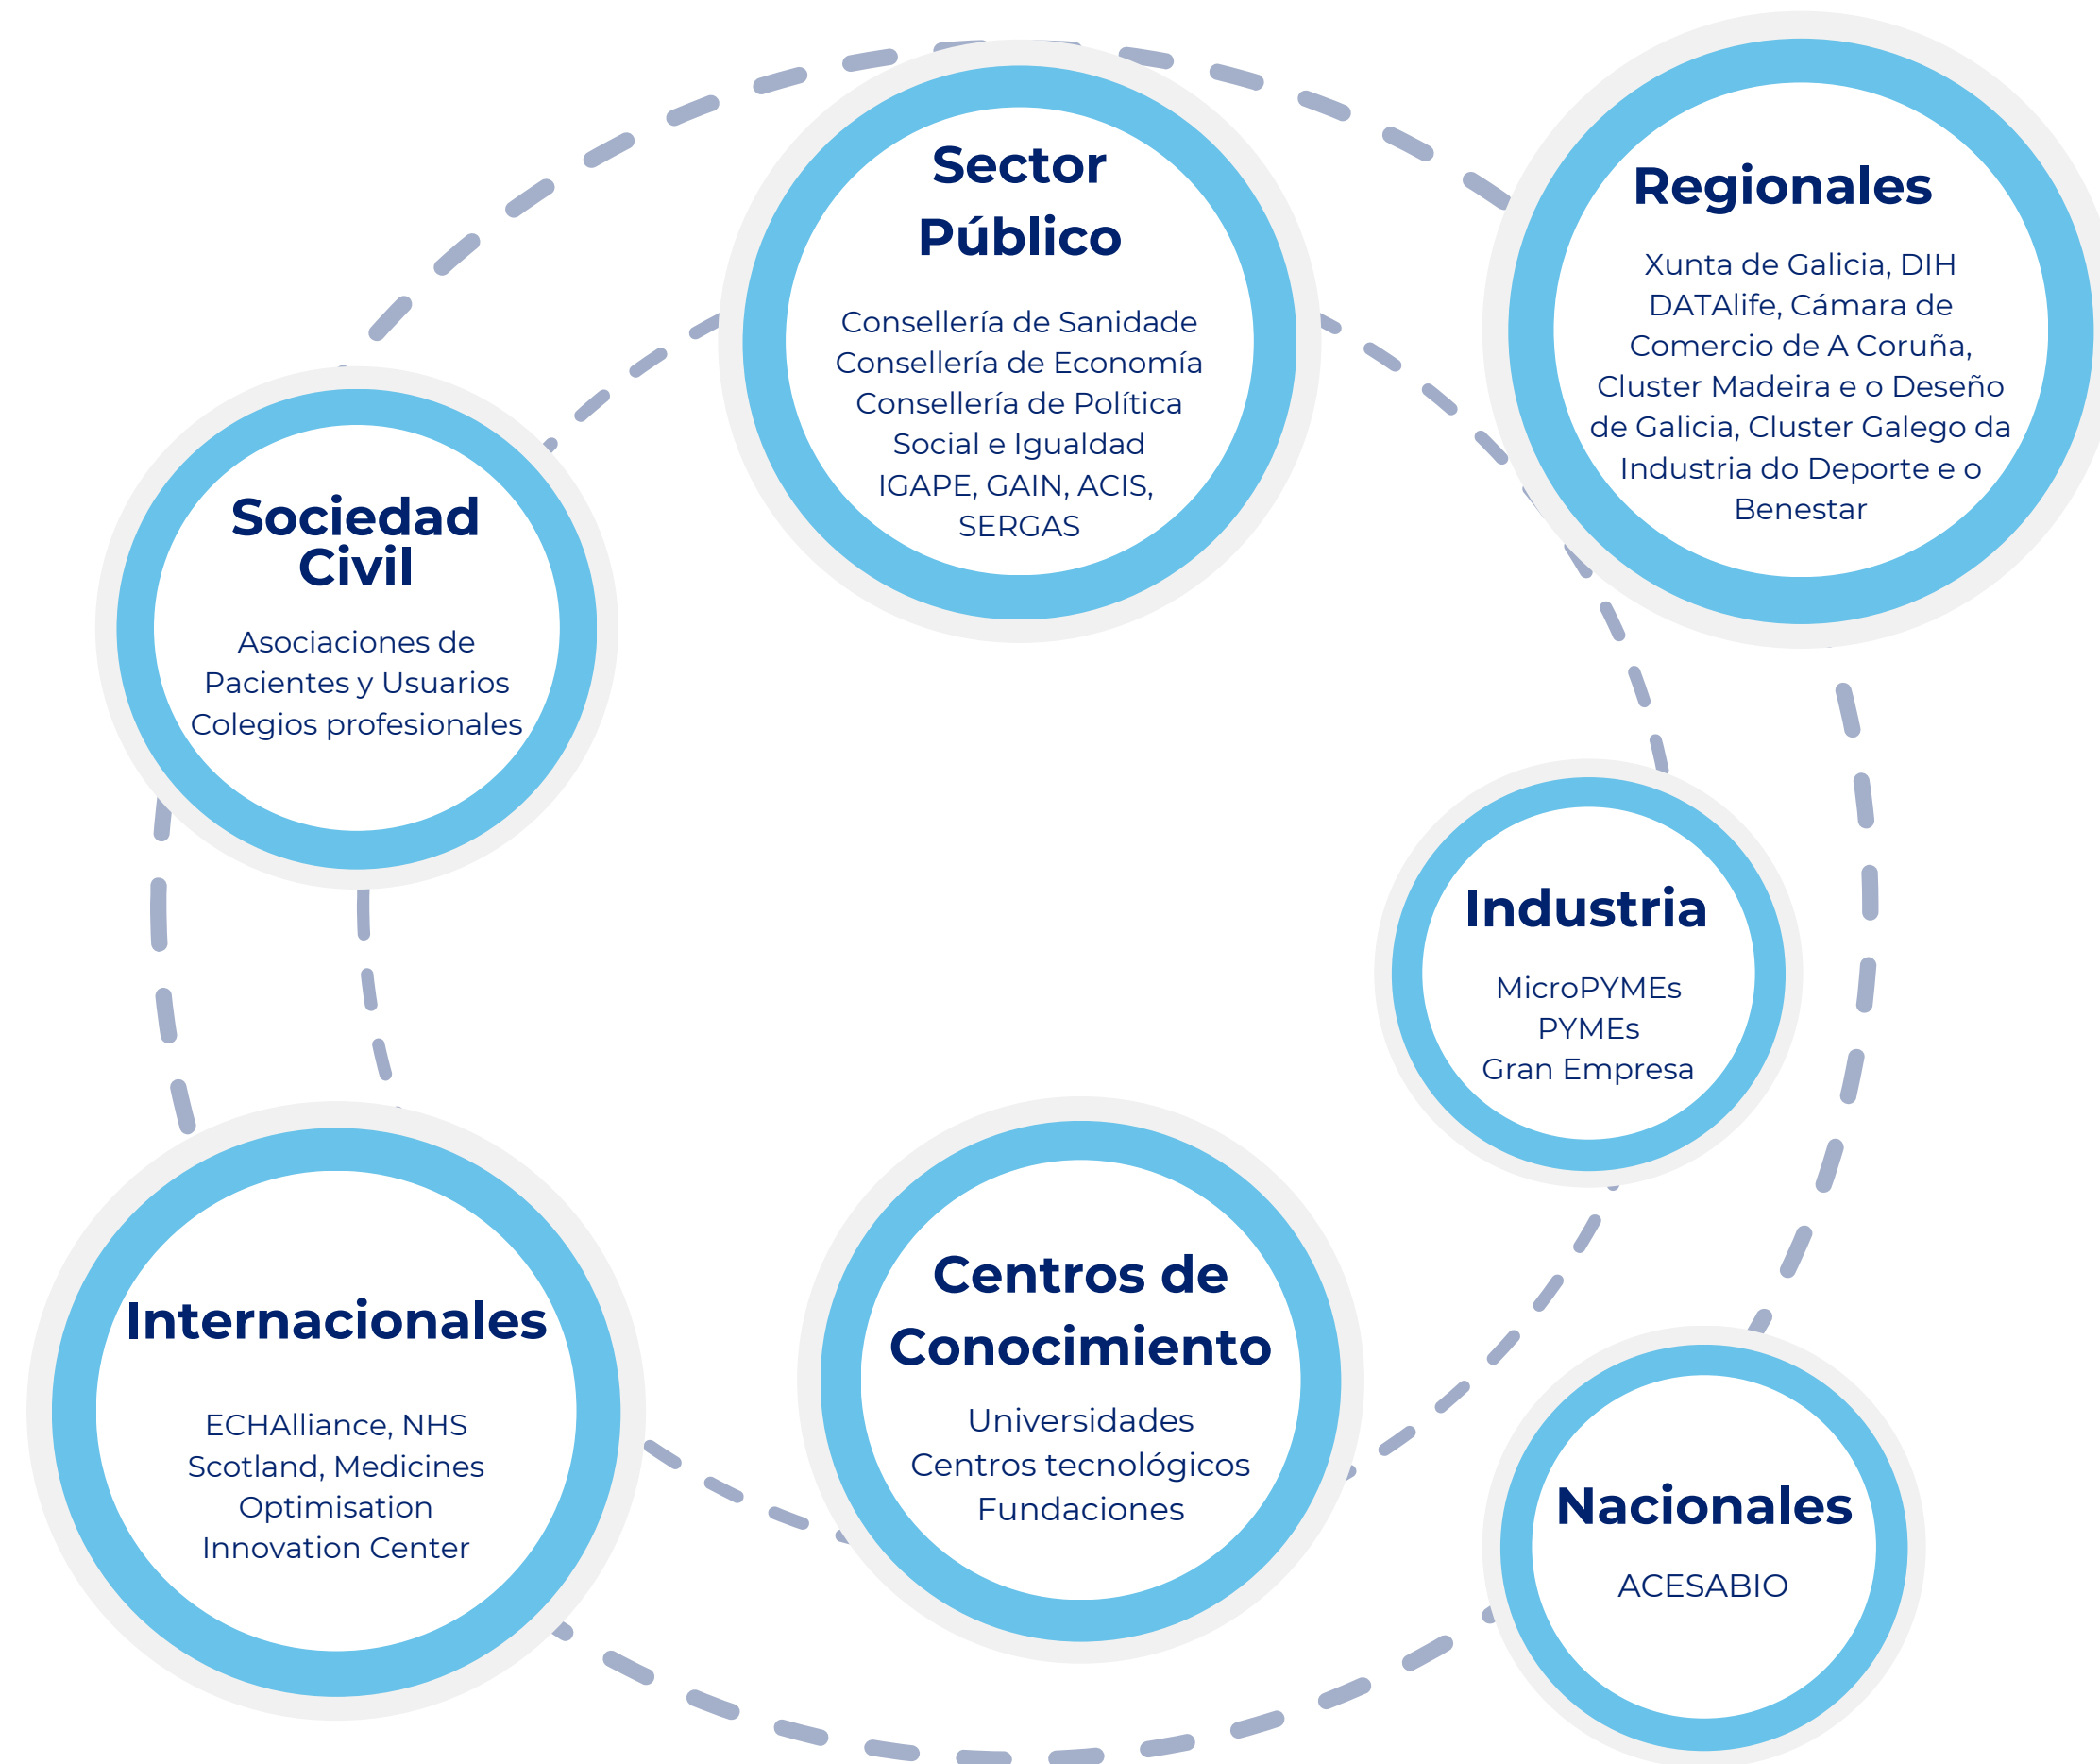 Sector
Público
Consellería de Sanidade
Consellería de Economía
Consellería de Política
Social e Igualdad
IGAPE, GAIN, ACIS,
SERGAS
Regionales
Xunta de Galicia, DIH
DATAlife, Cámara de
Comercio de A Coruña,
Cluster Madeira e o Deseño
de Galicia, Cluster Galego da
Industria do Deporte e o
Benestar
Sociedad
Civil
Asociaciones de
Pacientes y Usuarios
Colegios profesionales
Industria
MicroPYMEs
PYMEs
Gran Empresa
Internacionales
ECHAlliance, NHS
Scotland, Medicines
Optimisation
Innovation Center
Centros de
Conocimiento
Universidades
Centros tecnológicos
Fundaciones
Nacionales
ACESABIO